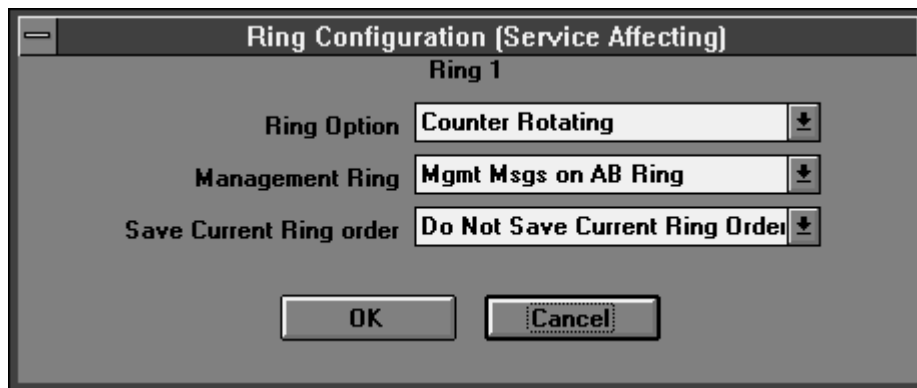 Ring Configuration (Service Affecting)
Ring 1
Ring Option Counter Rotating
Management Ring Mgmt Msgs on AB Ring
Save Current Ring order Do Not Save Current Ring Order
OK Cancel